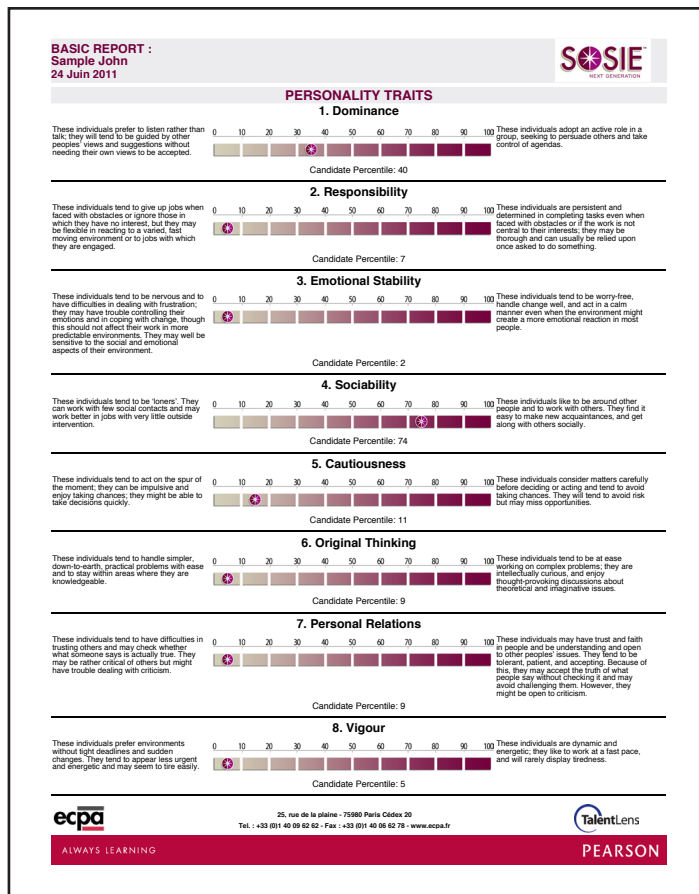 BASIC REPORT :
Sample John
24 Juin 2011
SOSIE™
NEXT GENERATION
PERSONALITY TRAITS
1. Dominance
These individuals prefer to listen rather than
talk; they will tend to be guided by other
peoples' views and suggestions without
needing their own views to be accepted.
0 10 20 30 40 50 60 70 80 90 100
These individuals adopt an active role in a
group, seeking to persuade others and take
control of agendas.
Candidate Percentile: 40
2. Responsibility
These individuals tend to give up jobs when
faced with obstacles or ignore those in
which they have no interest, but they may
be flexible in reacting to a varied, fast
moving environment or to jobs with which
they are engaged.
0 10 20 30 40 50 60 70 80 90 100
These individuals are persistent and
determined in completing tasks even when
faced with obstacles or if the work is not
central to their interests; they may be
thorough and can usually be relied upon
once asked to do something.
Candidate Percentile: 7
3. Emotional Stability
These individuals tend to be nervous and to
have difficulties in dealing with frustration;
they may have trouble controlling their
emotions and in coping with change, though
this should not affect their work in more
predictable environments. They may well be
sensitive to the social and emotional
aspects of their environment.
0 10 20 30 40 50 60 70 80 90 100
These individuals tend to be worry-free,
handle change well, and act in a calm
manner even when the environment might
create a more emotional reaction in most
people.
Candidate Percentile: 2
4. Sociability
These individuals tend to be 'loners'. They
can work with few social contacts and may
work better in jobs with very little outside
intervention.
0 10 20 30 40 50 60 70 80 90 100
These individuals like to be around other
people and to work with others. They find it
easy to make new acquaintances, and get
along with others socially.
Candidate Percentile: 74
5. Cautiousness
These individuals tend to act on the spur of
the moment; they can be impulsive and
enjoy taking chances; they might be able to
take decisions quickly.
0 10 20 30 40 50 60 70 80 90 100
These individuals consider matters carefully
before deciding or acting and tend to avoid
taking chances. They will tend to avoid risk
but may miss opportunities.
Candidate Percentile: 11
6. Original Thinking
These individuals tend to handle simpler,
down-to-earth, practical problems with ease
and to stay within areas where they are
knowledgeable.
0 10 20 30 40 50 60 70 80 90 100
These individuals tend to be at ease
working on complex problems; they are
intellectually curious, and enjoy
thought-provoking discussions about
theoretical and imaginative issues.
Candidate Percentile: 9
7. Personal Relations
These individuals tend to have difficulties in
trusting others and may check whether
what someone says is actually true. They
may be rather critical of others but might
have trouble dealing with criticism.
0 10 20 30 40 50 60 70 80 90 100
These individuals may have trust and faith
in people and be understanding and open
to other peoples' issues. They tend to be
tolerant, patient, and accepting. Because of
this, they may accept the truth of what
people say without checking it and may
avoid challenging them. However, they
might be open to criticism.
Candidate Percentile: 9
8. Vigour
These individuals prefer environments
without tight deadlines and sudden
changes. They tend to appear less urgent
and energetic and may seem to tire easily.
0 10 20 30 40 50 60 70 80 90 100
These individuals are dynamic and
energetic; they like to work at a fast pace,
and will rarely display tiredness.
Candidate Percentile: 5
ecpa
25, rue de la plaine - 75980 Paris Cédex 20
Tel. : +33 (0)1 40 09 62 62 - Fax : +33 (0)1 40 06 62 78 - www.ecpa.fr
TalentLens
ALWAYS LEARNING
PEARSON